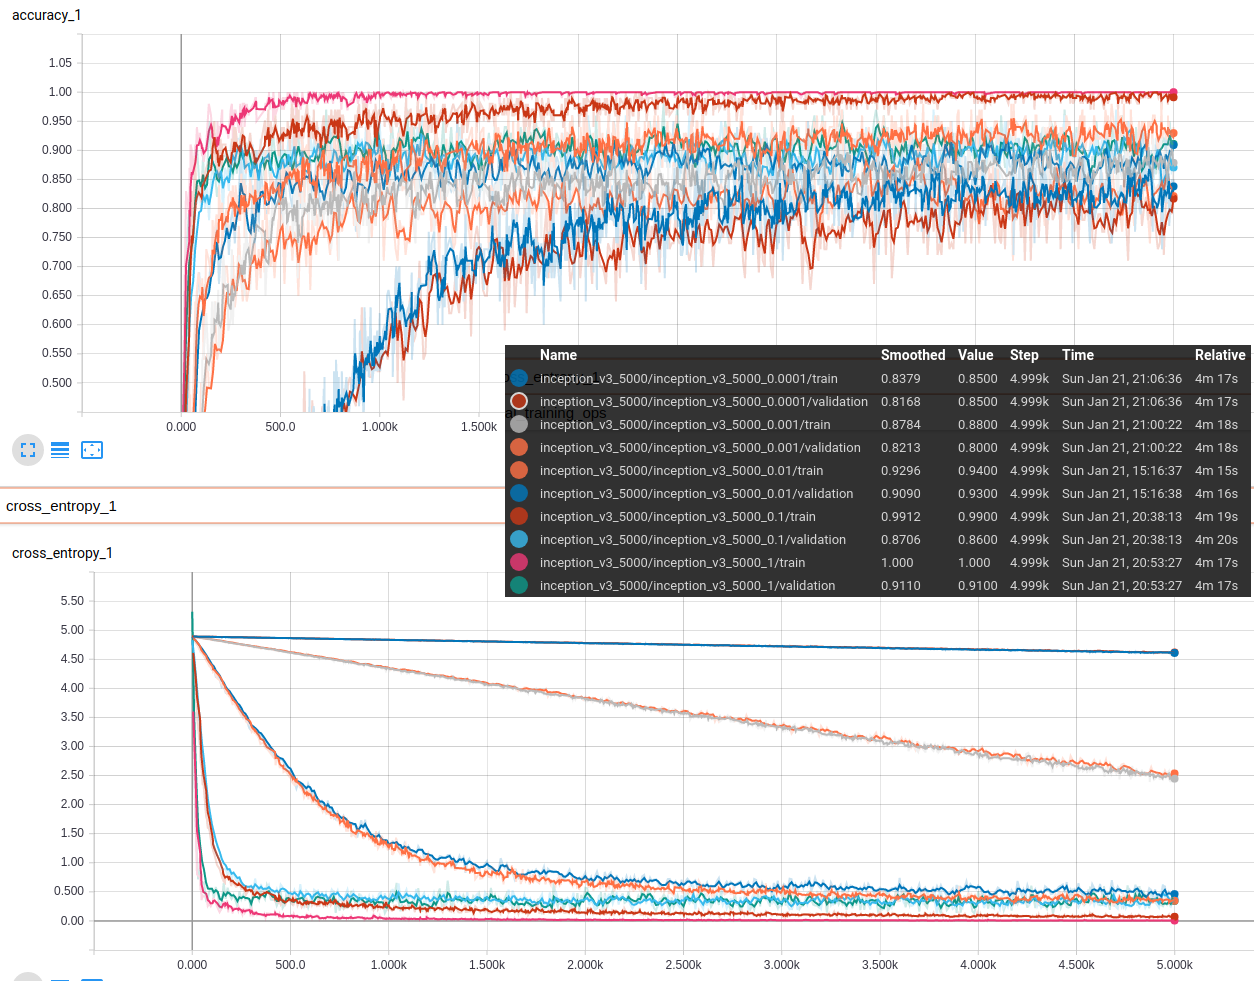 accuracy_1
1.05
1.00
0.950
0.900
0.850
0.800
0.750
0.700
0.650
0.600
0.550
0.500
0.000 500.0 1.000k 1.500k
Name Smoothed Value Step Time Relative
inception_v3_5000/inception_v3_5000_0.0001/train 0.8379 0.8500 4.999k Sun Jan 21, 21:06:36 4m 17s
inception_v3_5000/inception_v3_5000_0.0001/validation 0.8168 0.8500 4.999k Sun Jan 21, 21:06:36 4m 17s
inception_v3_5000/inception_v3_5000_0.001/train 0.8784 0.8800 4.999k Sun Jan 21, 21:00:22 4m 18s
inception_v3_5000/inception_v3_5000_0.001/validation 0.8213 0.8000 4.999k Sun Jan 21, 21:00:22 4m 18s
inception_v3_5000/inception_v3_5000_0.01/train 0.9296 0.9400 4.999k Sun Jan 21, 15:16:37 4m 15s
inception_v3_5000/inception_v3_5000_0.01/validation 0.9090 0.9300 4.999k Sun Jan 21, 15:16:38 4m 16s
inception_v3_5000/inception_v3_5000_0.1/train 0.9912 0.9900 4.999k Sun Jan 21, 20:38:13 4m 19s
inception_v3_5000/inception_v3_5000_0.1/validation 0.8706 0.8600 4.999k Sun Jan 21, 20:38:13 4m 20s
inception_v3_5000/inception_v3_5000_1/train 1.000 1.000 4.999k Sun Jan 21, 20:53:27 4m 17s
inception_v3_5000/inception_v3_5000_1/validation 0.9110 0.9100 4.999k Sun Jan 21, 20:53:27 4m 17s
cross_entropy_1
cross_entropy_1
5.50
5.00
4.50
4.00
3.50
3.00
2.50
2.00
1.50
1.00
0.500
0.00
0.000 500.0 1.000k 1.500k 2.000k 2.500k 3.000k 3.500k 4.000k 4.500k 5.000k